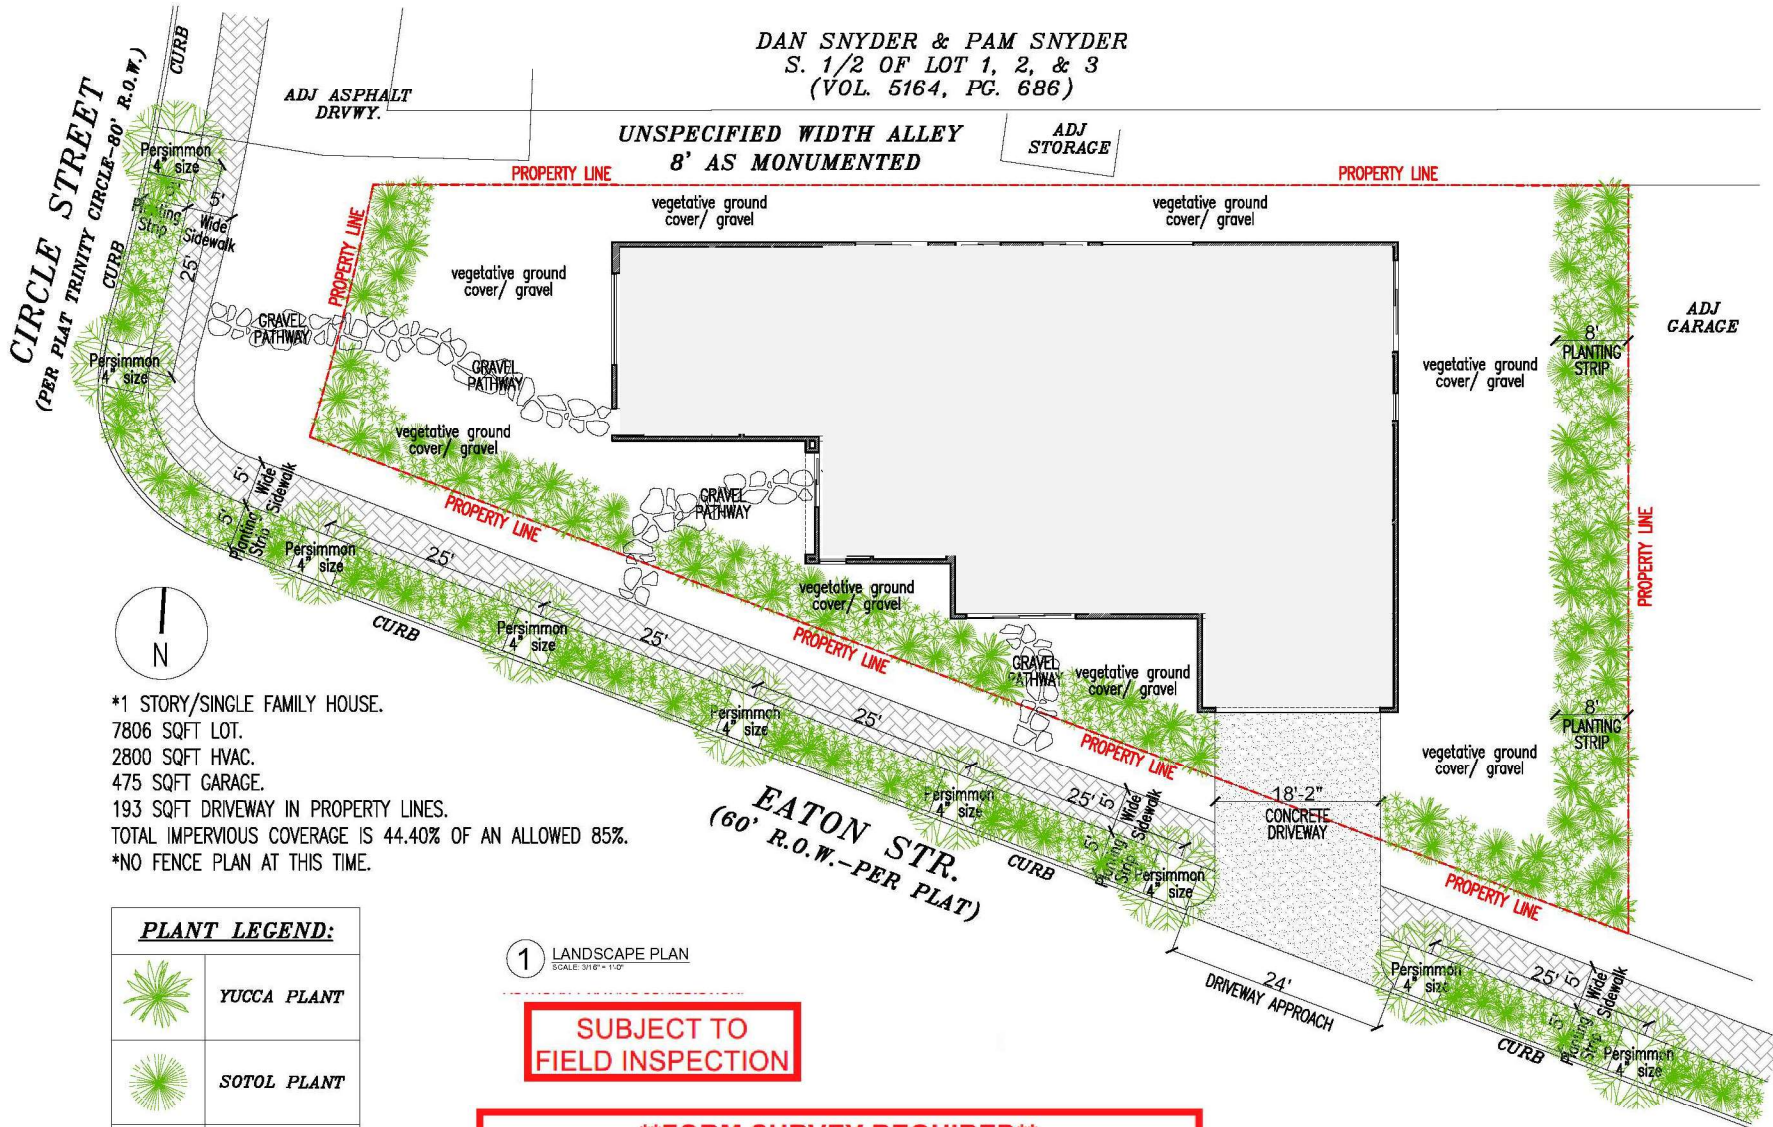 DAN SNYDER & PAM SNYDER
S. 1/2 OF LOT 1, 2, & 3
(VOL. 5164, PG. 686)
CURB
CIRCLE STREET
(PER PLAT TRINITY CIRCLE-80' R.O.W.)
ADJ ASPHALT
DRVWY.
UNSPECIFIED WIDTH ALLEY
8' AS MONUMENTED
ADJ
STORAGE
PROPERTY LINE
PROPERTY LINE
Persimmon
4" size
5'
Planting
Strip
5'
Wide
Sidewalk
25'
CURB
PROPERTY LINE
vegetative ground
cover/ gravel
vegetative ground
cover/ gravel
vegetative ground
cover/ gravel
GRAVEL
PATHWAY
GRAVEL
PATHWAY
ADJ
GARAGE
8'
PLANTING
STRIP
vegetative ground
cover/ gravel
Persimmon
4" size
vegetative ground
cover/ gravel
5'
Wide
Sidewalk
5'
Planting
Strip
PROPERTY LINE
GRAVEL
PATHWAY
PROPERTY LINE
Persimmon
4" size
25'
vegetative ground
cover/ gravel
CURB
Persimmon
4" size
25'
PROPERTY LINE
GRAVEL
PATHWAY
vegetative ground
cover/ gravel
N
Persimmon
4" size
25'
PROPERTY LINE
8'
PLANTING
STRIP
vegetative ground
cover/ gravel
*1 STORY/SINGLE FAMILY HOUSE.
7806 SQFT LOT.
2800 SQFT HVAC.
475 SQFT GARAGE.
193 SQFT DRIVEWAY IN PROPERTY LINES.
TOTAL IMPERVIOUS COVERAGE IS 44.40% OF AN ALLOWED 85%.
*NO FENCE PLAN AT THIS TIME.
EATON STR.
(60' R.O.W.-PER PLAT)
Persimmon
4" size
25'
5'
Wide
Sidewalk
5'
Planting
Strip
18'-2"
CONCRETE
DRIVEWAY
CURB
Persimmon
4" size
PROPERTY LINE
24'
DRIVEWAY APPROACH
Persimmon
4" size
25'
5'
Wide
Sidewalk
5'
Planting
Strip
CURB
Persimmon
4" size
PLANT LEGEND:
YUCCA PLANT
SOTOL PLANT
1
LANDSCAPE PLAN
SCALE: 3/16" = 1'-0"
SUBJECT TO
FIELD INSPECTION
**FORM SURVEY REQUIRED**